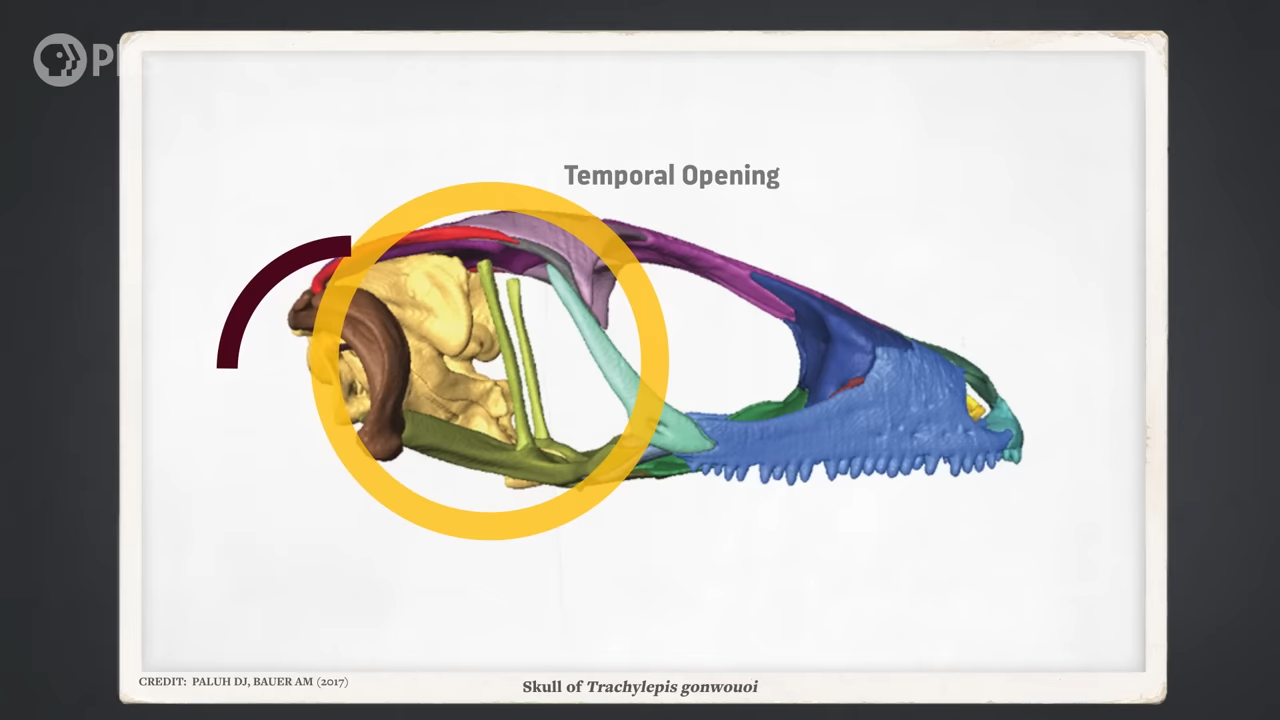 P
Temporal Opening
CREDIT: PALUH DJ, BAUER AM (2017)
Skull of Trachylepis gonwouoi